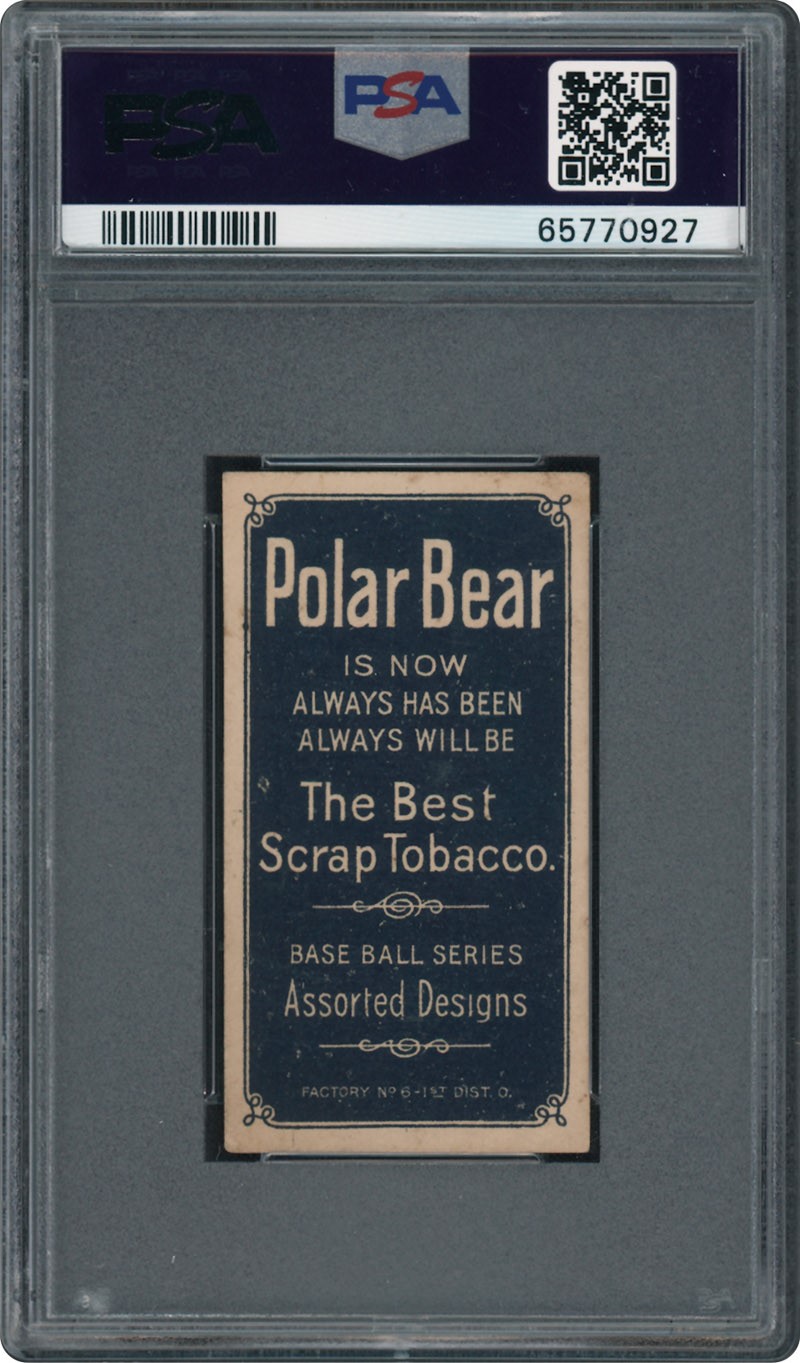 PSA
PSA
65770927
Polar Bear
IS NOW
ALWAYS HAS BEEN
ALWAYS WILL BE
The Best
Scrap Tobacco.
BASE BALL SERIES
Assorted Designs
FACTORY Nº 6 - 1ST DIST. O.